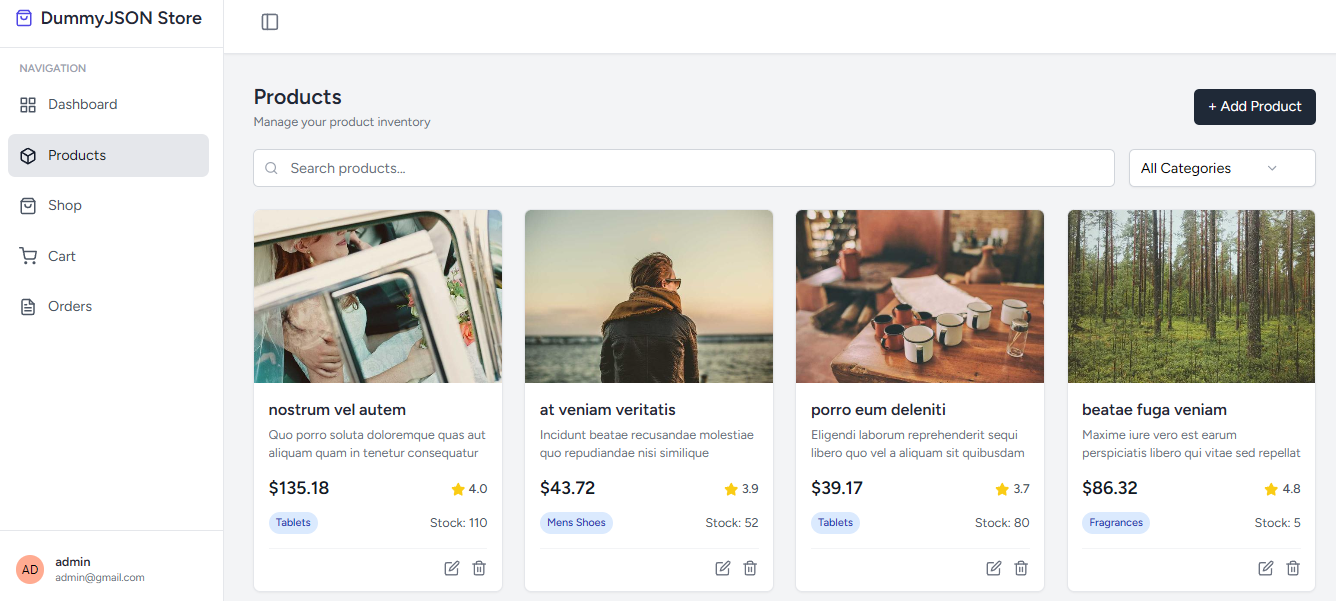 DummyJSON Store
NAVIGATION
Dashboard
Products
Shop
Cart
Orders
AD
admin
admin@gmail.com
Products
Manage your product inventory
+ Add Product
Search products...
All Categories
nostrum vel autem
Quo porro soluta doloremque quas aut
aliquam quam in tenetur consequatur
$135.18
4.0
Tablets
Stock: 110
at veniam veritatis
Incidunt beatae recusandae molestiae
quo repudiandae nisi similique
$43.72
3.9
Mens Shoes
Stock: 52
porro eum deleniti
Eligendi laborum reprehenderit sequi
libero quo vel a aliquam sit quibusdam
$39.17
3.7
Tablets
Stock: 80
beatae fuga veniam
Maxime iure vero est earum
perspiciatis libero qui vitae sed repellat
$86.32
4.8
Fragrances
Stock: 5